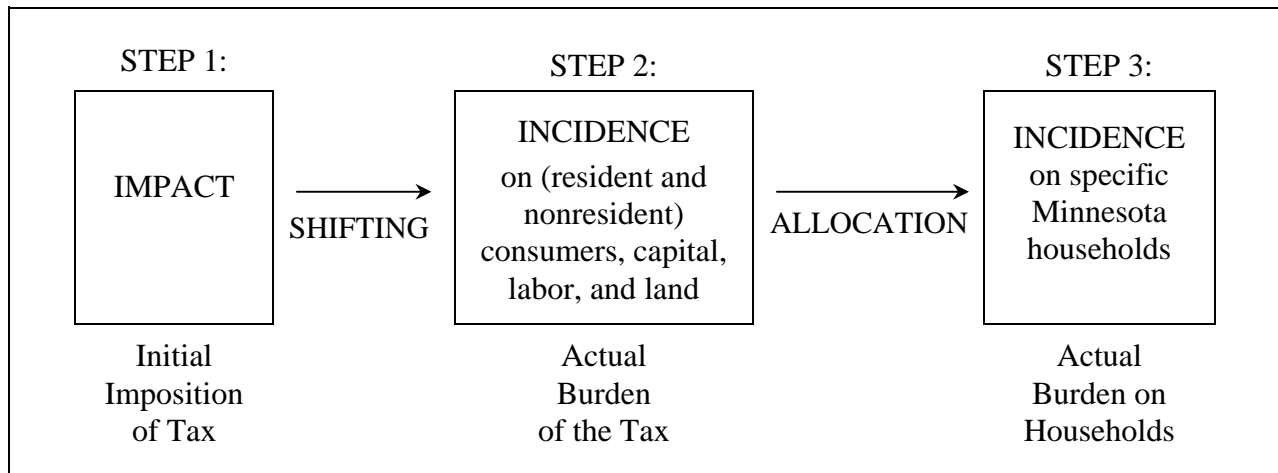 STEP 1:
IMPACT
Initial
Imposition
of Tax
SHIFTING
STEP 2:
INCIDENCE
on (resident and
nonresident)
consumers, capital,
labor, and land
Actual
Burden
of the Tax
ALLOCATION
STEP 3:
INCIDENCE
on specific
Minnesota
households
Actual
Burden on
Households